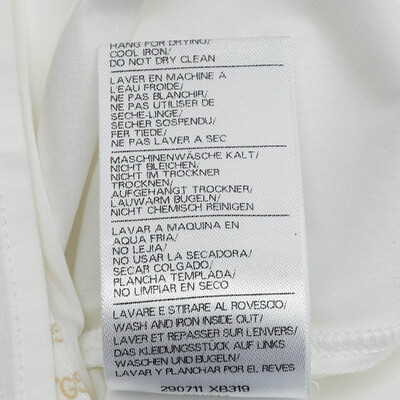 HANG FOR DRYING/
COOL IRON/
DO NOT DRY CLEAN
LAVER EN MACHINE A
L'EAU FROIDE/
NE PAS BLANCHIR/
NE PAS UTILISER DE
SECHE-LINGE/
SECHER SOSPENDU/
FER TIEDE/
NE PAS LAVER A SEC
MASCHINENWÄSCHE KALT/
NICHT BLEICHEN/
NICHT IM TROCKNER
TROCKNEN/
AUFGEHANGT TROCKNER/
LAUWARM BUGELN/
NICHT CHEMISCH REINIGEN
LAVAR A MAQUINA EN
AQUA FRIA/
NO LEJIA/
NO USAR LA SECADORA/
SECAR COLGADO/
PLANCHA TEMPLADA/
NO LIMPIAR EN SECO
LAVARE E STIRARE AL ROVESCIO/
WASH AND IRON INSIDE OUT/
LAVER ET REPASSER SUR L'ENVERS/
DAS KLEIDUNGSSTÜCK AUF LINKS
WASCHEN UND BÜGELN/
LAVAR Y PLANCHAR POR EL REVES
290711 XB319